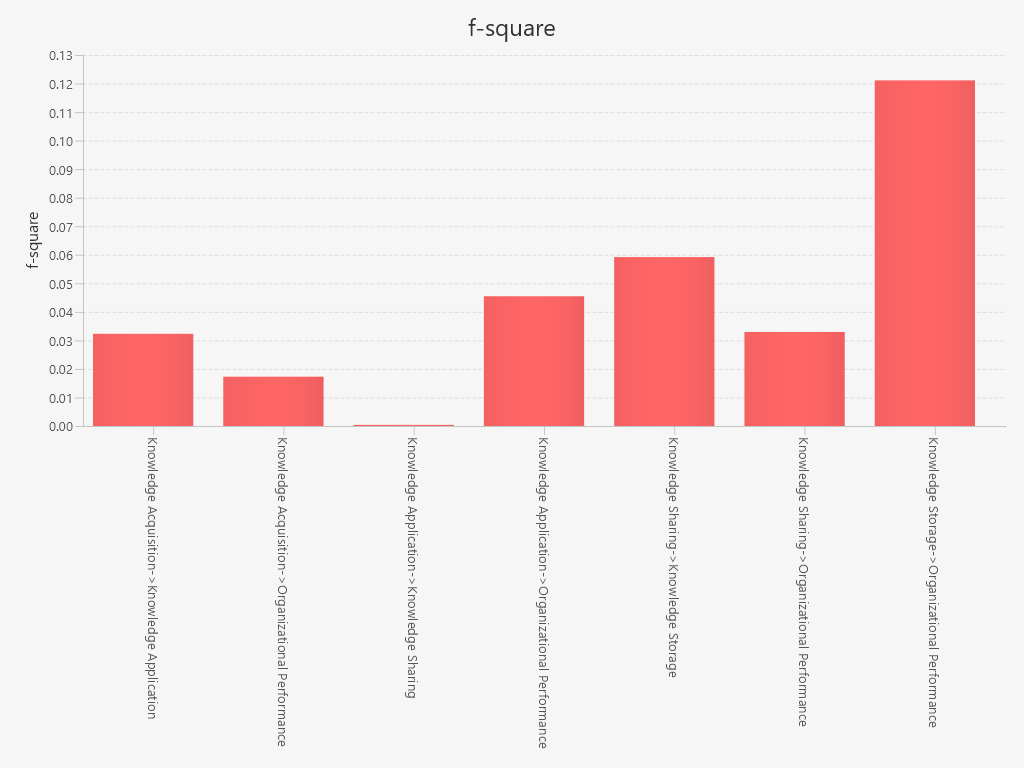 f-square
0.13
0.12
0.11
0.10
0.09
0.08
0.07
0.06
0.05
0.04
0.03
0.02
0.01
0.00
f-square
Knowledge Acquisition->Knowledge Application
Knowledge Acquisition->Organizational Performance
Knowledge Application->Knowledge Sharing
Knowledge Application->Organizational Performance
Knowledge Sharing->Knowledge Storage
Knowledge Sharing->Organizational Performance
Knowledge Storage->Organizational Performance